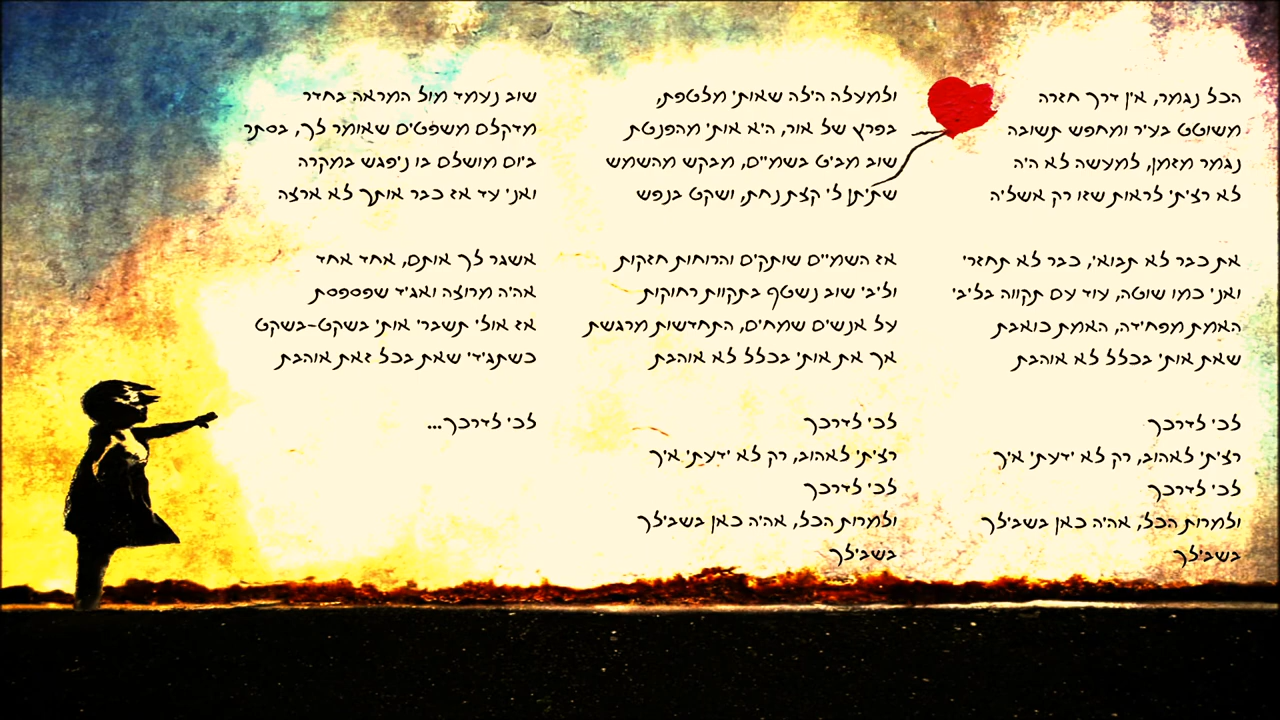 הכל נגמר, אין דרך חזרה
משוטט בעיר ומחפש תשובה
נגמר מזמן, למעשה לא היה
לא רציתי לראות שזו רק אשליה
את כבר לא תבואי, כבר לא תחזרי
ואני כמו שוטה, עוד עם תקווה בליבי
האמת מפחידה, האמת כואבת
שאת אותי בכלל לא אוהבת
לכי לדרכך
רציתי לאהוב, רק לא ידעתי איך
לכי לדרכך
ולמרות הכל, אהיה כאן בשבילך
בשבילך
ולמעלה הילה שאותי מלטפת,
בפרץ של אור, היא אותי מהפנטת
שוב מביט בשמיים, מבקש מהשמש
שתיתן לי קצת נחת, ושקט בנפש
אז השמיים שותקים והרוחות חזקות
וליבי שוב נשטף בתקוות רחוקות
על אנשים שמחים, התחדשות מרגשת
אך את אותי בכלל לא אוהבת
לכי לדרכך
רציתי לאהוב, רק לא ידעתי איך
לכי לדרכך
ולמרות הכל, אהיה כאן בשבילך
בשבילך
שוב נעמד מול המראה בחדר
מדקלם משפטים שאומר לך, בסתר
ביום מושלם בו ניפגש במקרה
ואני עד אז כבר אותך לא ארצה
אשגר לך אותם, אחד אחד
אהיה מרוצה ואגיד שפספסת
אז אולי תשברי אותי בשקט-בשקט
כשתגידי שאת בכל זאת אוהבת
לכי לדרכך...